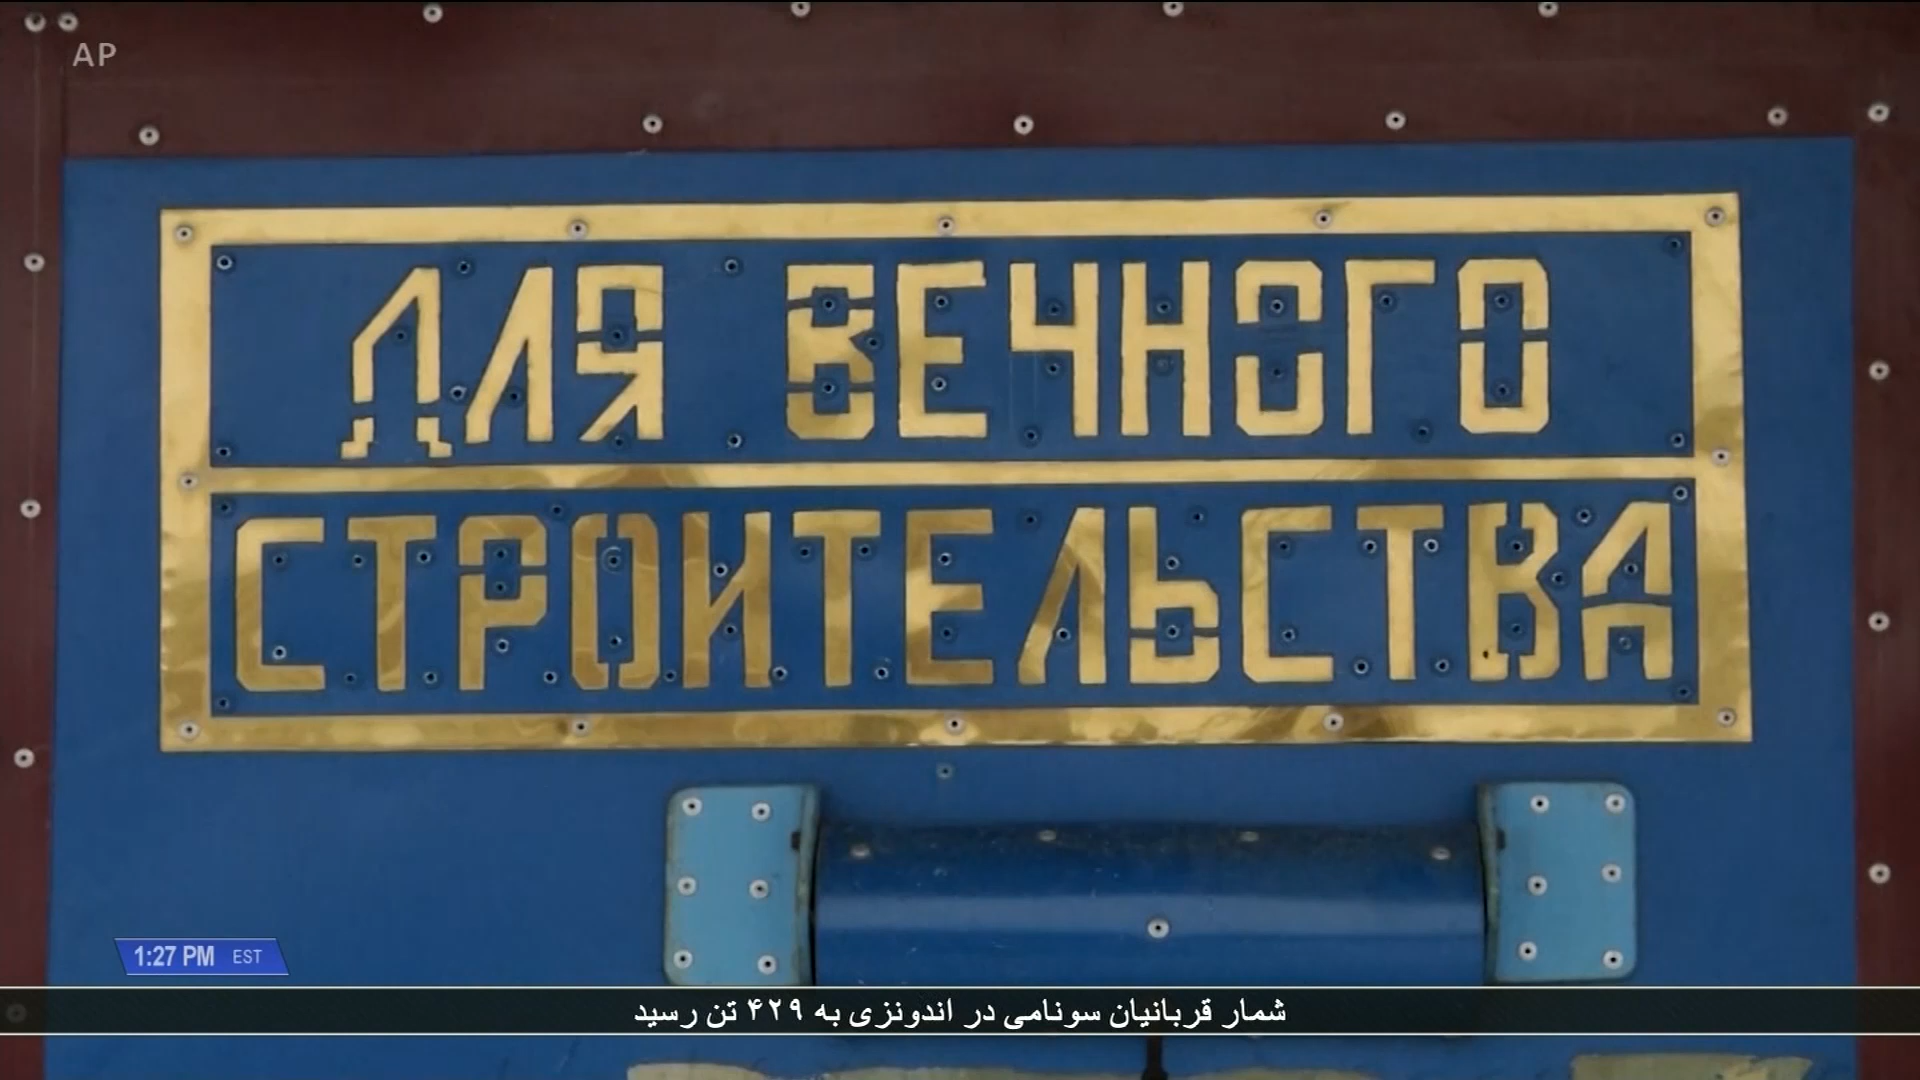 AP
ДЛЯ ВЕЧНОГО
СТРОИТЕЛЬСТВА
1:27 PM EST
شمار قربانیان سونامی در اندونزی به ۴۲۹ تن رسید